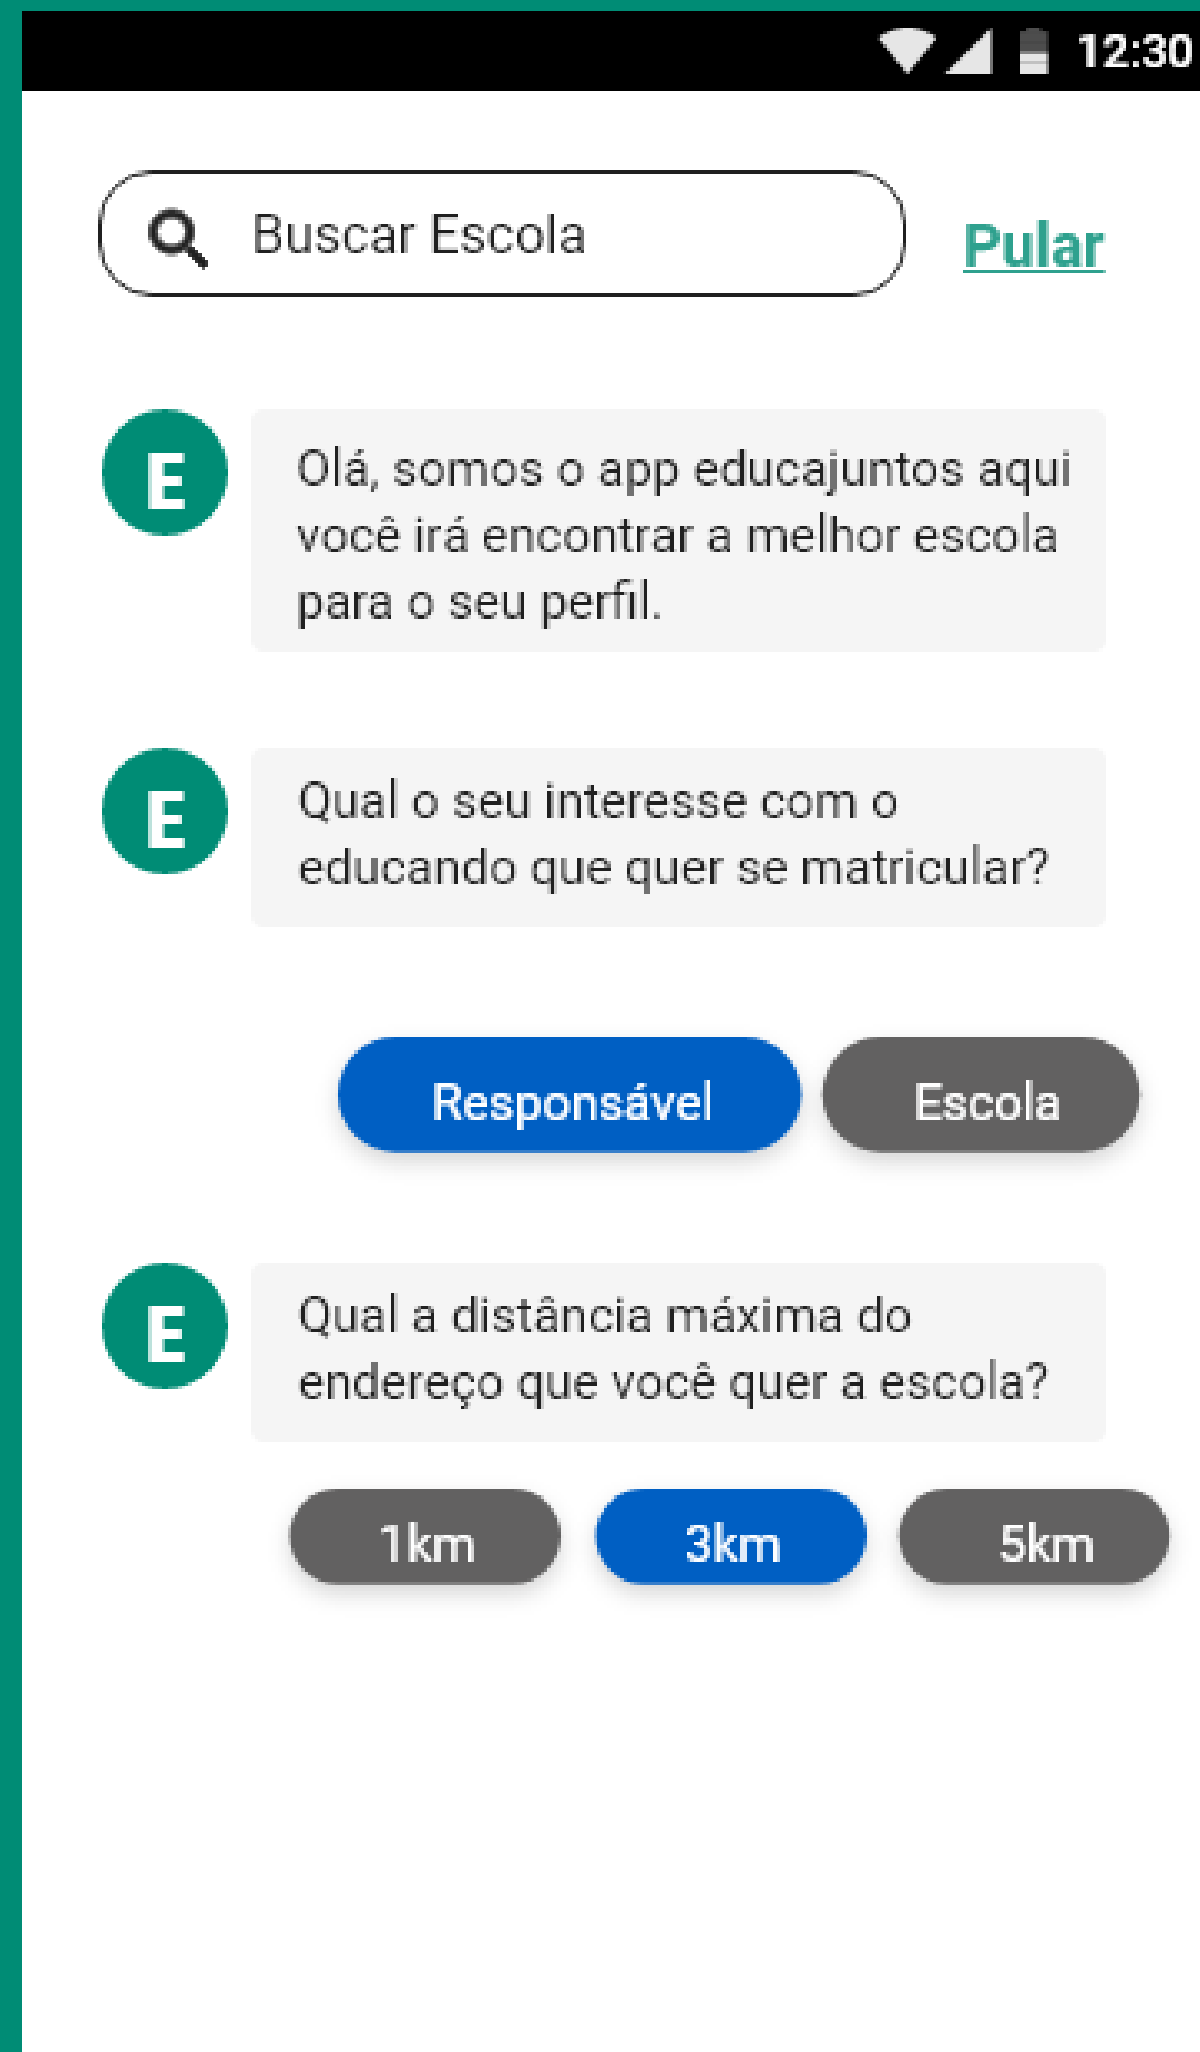 12:30
Buscar Escola
Pular
E
Olá, somos o app educajuntos aqui
você irá encontrar a melhor escola
para o seu perfil.
E
Qual o seu interesse com o
educando que quer se matricular?
Responsável
Escola
E
Qual a distância máxima do
endereço que você quer a escola?
1km
3km
5km